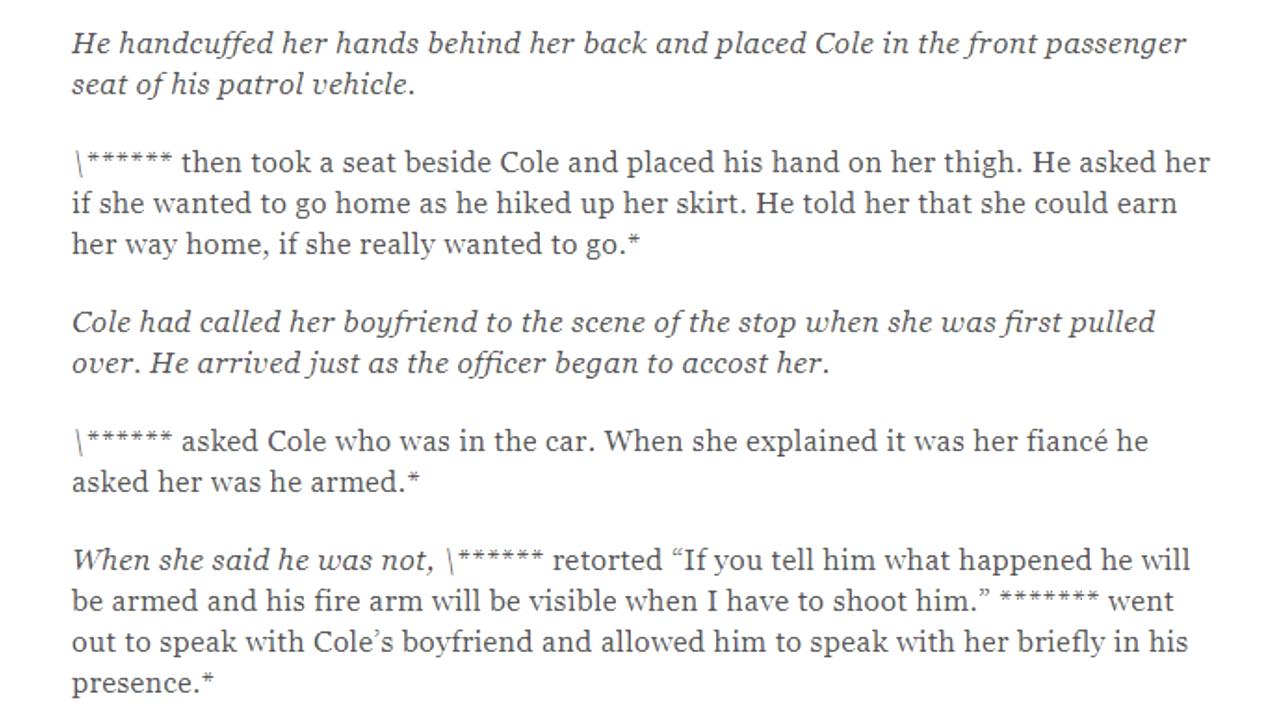 He handcuffed her hands behind her back and placed Cole in the front passenger
seat of his patrol vehicle.
\****** then took a seat beside Cole and placed his hand on her thigh. He asked her
if she wanted to go home as he hiked up her skirt. He told her that she could earn
her way home, if she really wanted to go.*
Cole had called her boyfriend to the scene of the stop when she was first pulled
over. He arrived just as the officer began to accost her.
\****** asked Cole who was in the car. When she explained it was her fiancé he
asked her was he armed.*
When she said he was not, \****** retorted “If you tell him what happened he will
be armed and his fire arm will be visible when I have to shoot him.” ******* went
out to speak with Cole’s boyfriend and allowed him to speak with her briefly in his
presence.*